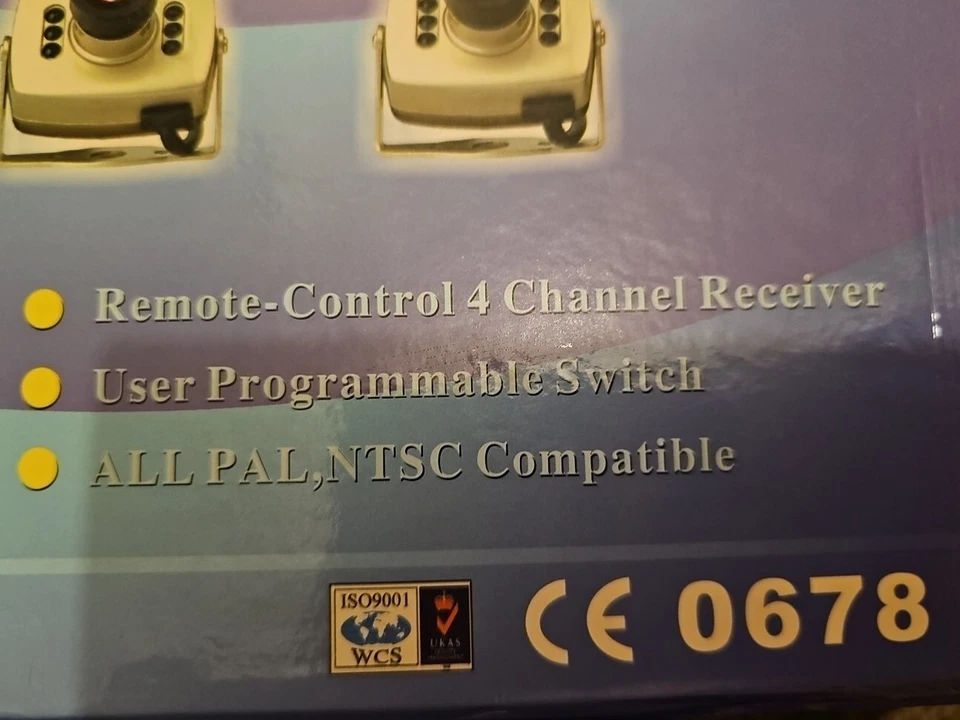 Remote-Control 4 Channel Receiver
User Programmable Switch
ALL PAL,NTSC Compatible
ISO9001
WCS
UKAS
CE 0678